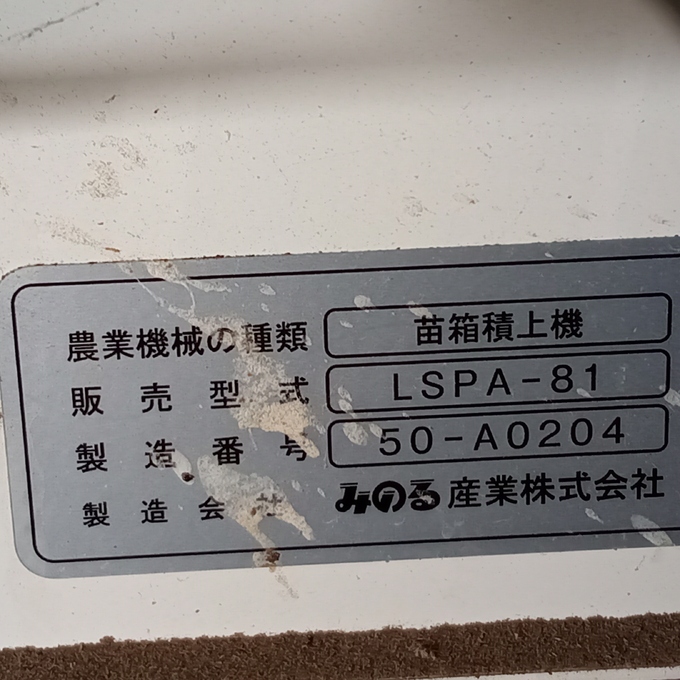 農業機械の種類 苗箱積上機
販売型式 LSPA-81
製造番号 50-A0204
製造会社 みのる産業株式会社